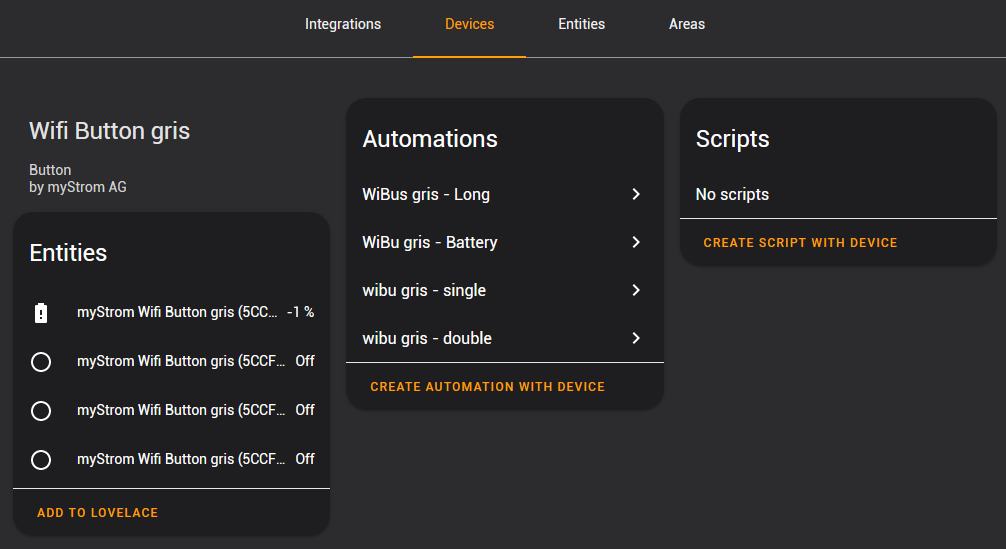 Integrations
Devices
Entities
Areas
Wifi Button gris
Button
by myStrom AG
Entities
myStrom Wifi Button gris (5CC... -1 %
myStrom Wifi Button gris (5CCF... Off
myStrom Wifi Button gris (5CCF... Off
myStrom Wifi Button gris (5CCF... Off
ADD TO LOVELACE
Automations
WiBus gris - Long
WiBu gris - Battery
wibu gris - single
wibu gris - double
CREATE AUTOMATION WITH DEVICE
Scripts
No scripts
CREATE SCRIPT WITH DEVICE